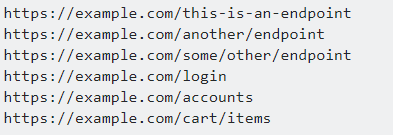 https://example.com/this-is-an-endpoint
https://example.com/another/endpoint
https://example.com/some/other/endpoint
https://example.com/login
https://example.com/accounts
https://example.com/cart/items